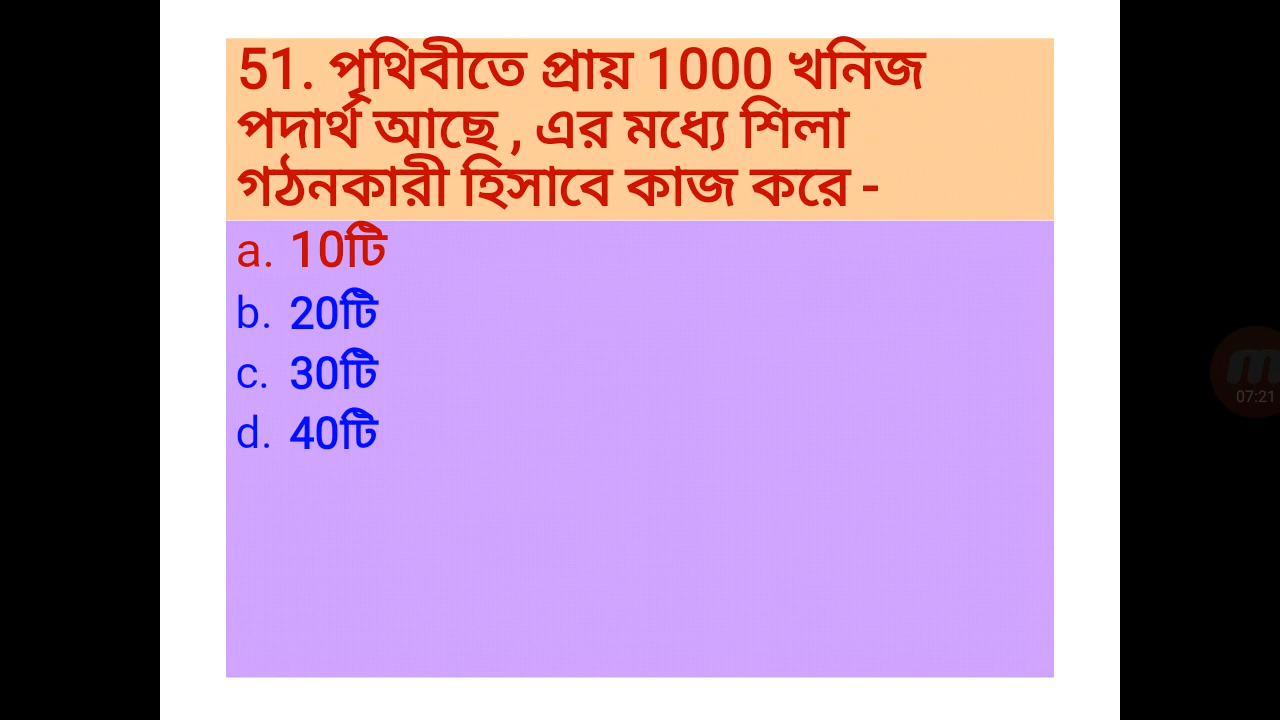 51. পৃথিবীতে প্রায় 1000 খনিজ
পদার্থ আছে , এর মধ্যে শিলা
গঠনকারী হিসাবে কাজ করে -
a. 10টি
b. 20টি
c. 30টি
d. 40টি
07:21